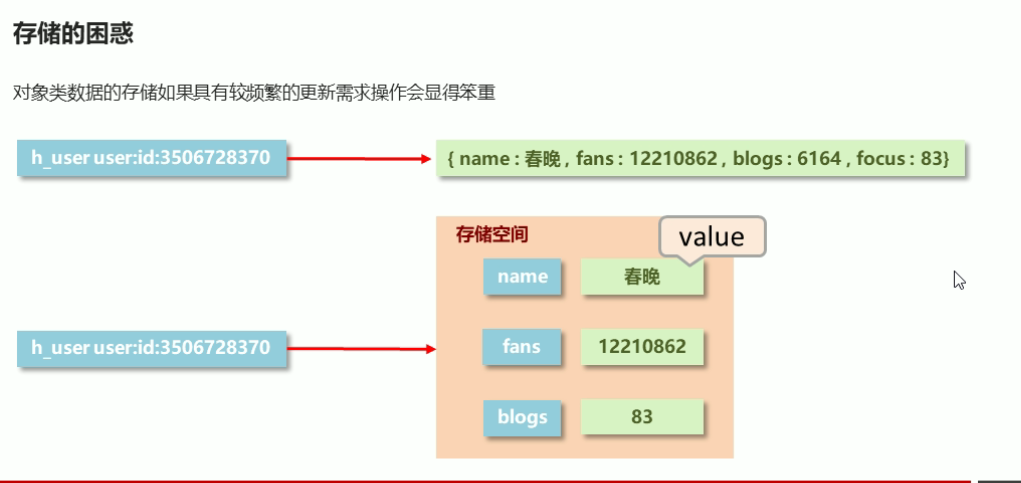 存储的困惑
对象类数据的存储如果具有较频繁的更新需求操作会显得笨重
h_user user:id:3506728370
{ name : 春晚 , fans : 12210862 , blogs : 6164 , focus : 83}
存储空间
value
name 春晚
h_user user:id:3506728370
fans 12210862
blogs 83